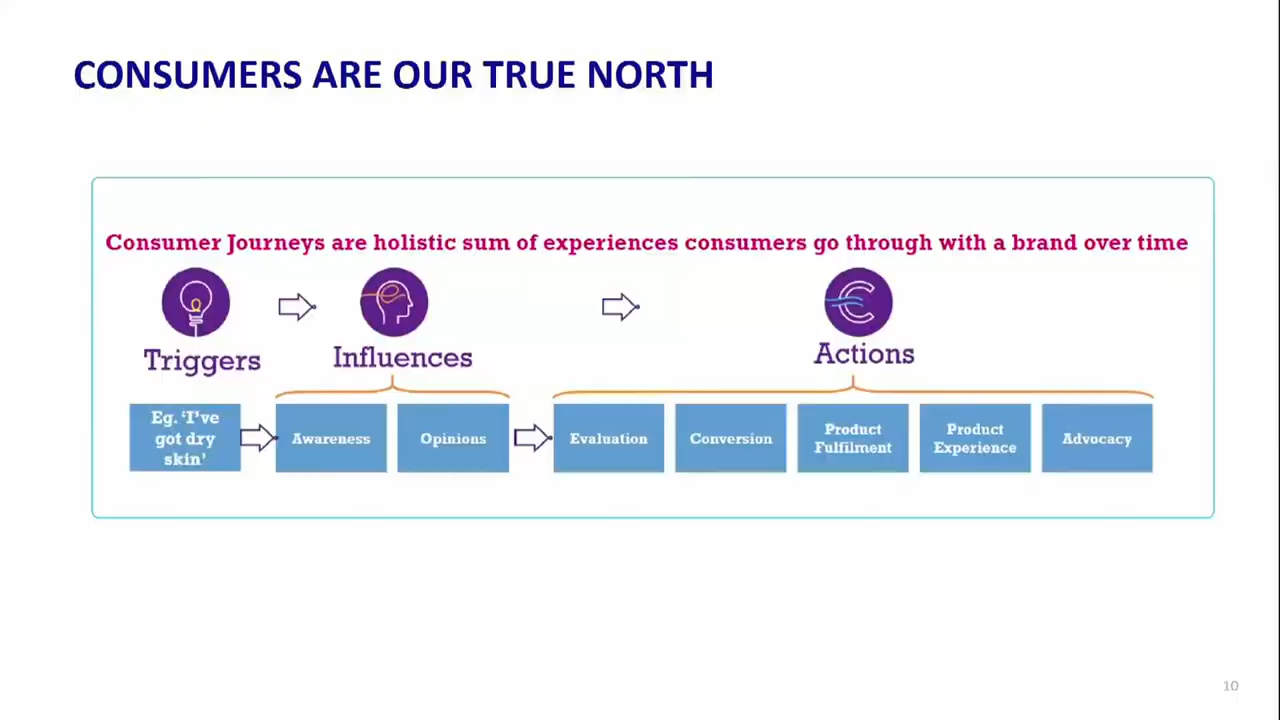 CONSUMERS ARE OUR TRUE NORTH
Consumer Journeys are holistic sum of experiences consumers go through with a brand over time
Triggers
Influences
Actions
Eg. ‘I’ve
got dry
skin’
Awareness
Opinions
Evaluation
Conversion
Product
Fulfilment
Product
Experience
Advocacy
10